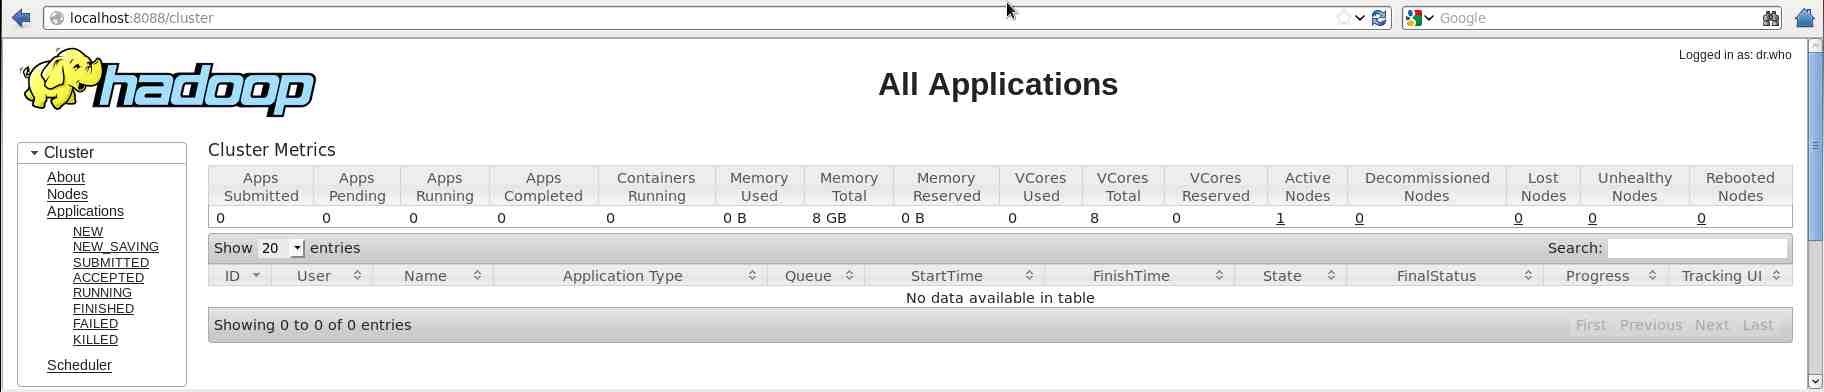 localhost:8088/cluster
Google
Logged in as: dr.who
hadoop
All Applications
Cluster
About
Nodes
Applications
NEW
NEW_SAVING
SUBMITTED
ACCEPTED
RUNNING
FINISHED
FAILED
KILLED
Scheduler
Cluster Metrics
Apps Apps Apps Apps Containers Memory Memory Memory VCores VCores VCores Active Decommissioned Lost Unhealthy Rebooted
Submitted Pending Running Completed Running Used Total Reserved Used Total Reserved Nodes Nodes Nodes Nodes Nodes
0 0 0 0 0 0 B 8 GB 0 B 0 8 0 1 0 0 0 0
Show 20 entries Search:
ID User Name Application Type Queue StartTime FinishTime State FinalStatus Progress Tracking UI
No data available in table
Showing 0 to 0 of 0 entries First Previous Next Last